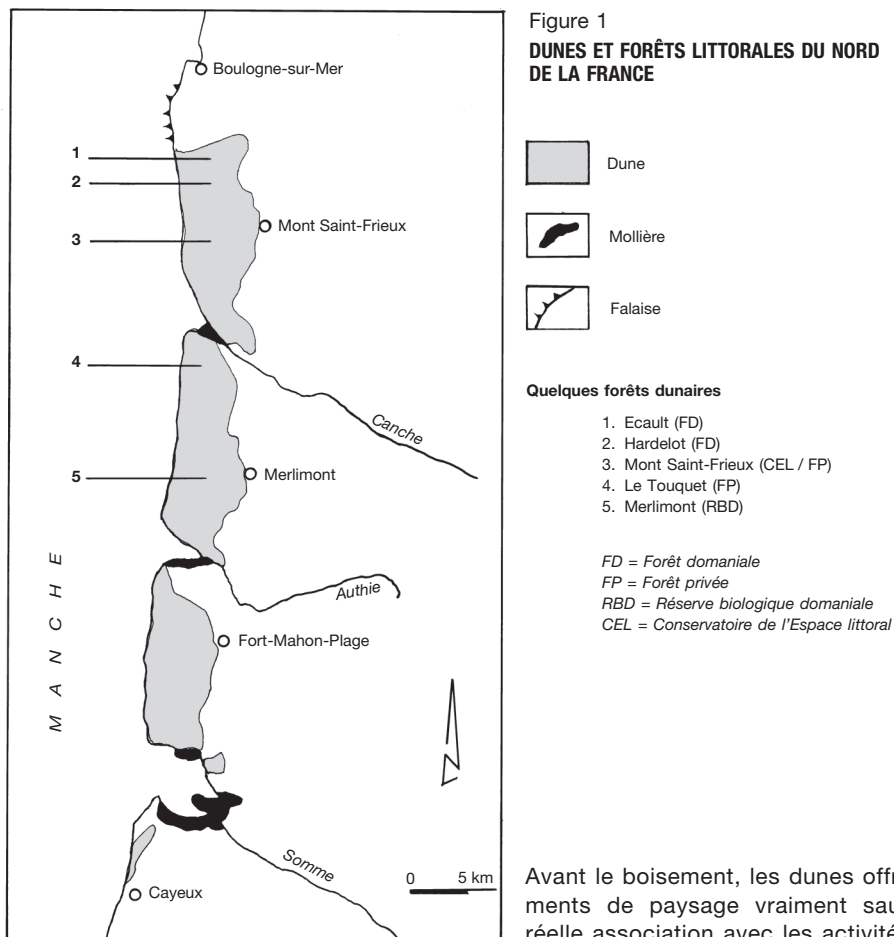 Figure 1
DUNES ET FORÊTS LITTORALES DU NORD
DE LA FRANCE
Boulogne-sur-Mer
1
2
Mont Saint-Frieux
3
4
Canche
5
Merlimont
MANCHE
Authie
Fort-Mahon-Plage
N
Somme
0 5 km
Cayeux
Dune
Mollière
Falaise
Quelques forêts dunaires
1. Ecault (FD)
2. Hardelot (FD)
3. Mont Saint-Frieux (CEL / FP)
4. Le Touquet (FP)
5. Merlimont (RBD)
FD = Forêt domaniale
FP = Forêt privée
RBD = Réserve biologique domaniale
CEL = Conservatoire de l'Espace littoral
Avant le boisement, les dunes offr
ments de paysage vraiment sau